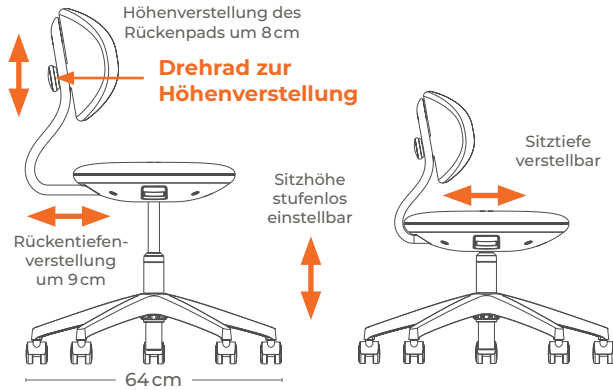 Höhenverstellung des
Rückenpads um 8 cm
Drehrad zur
Höhenverstellung
Sitztiefe
verstellbar
Sitzhöhe
stufenlos
einstellbar
Rückentiefen-
verstellung
um 9 cm
64 cm